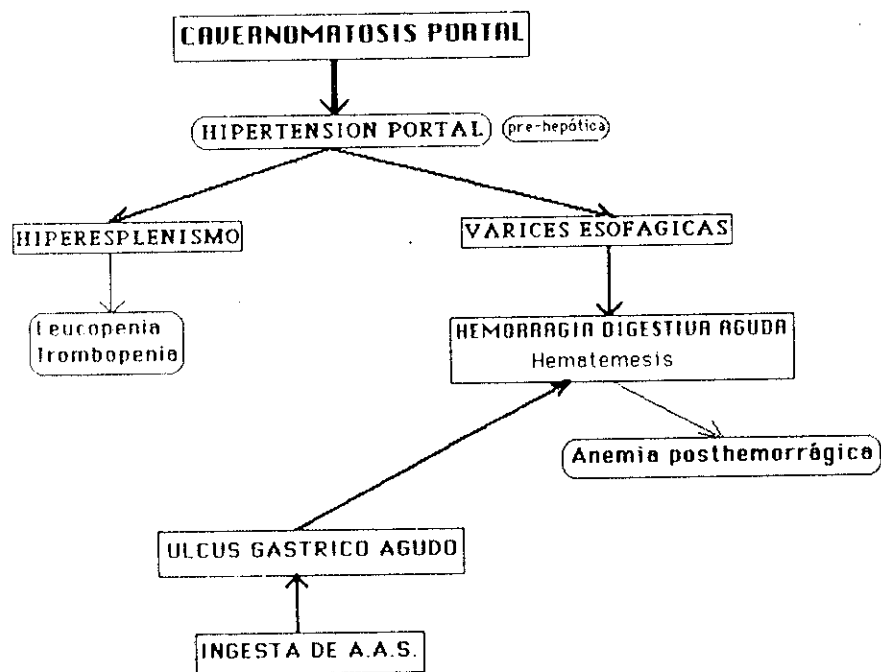 CAVERNOMATOSIS PORTAL
HIPERTENSION PORTAL (pre-hepótica)
HIPERESPLENISMO
VARICES ESOFAGICAS
Leucopenia
Trombopenia
HEMORRAGIA DIGESTIVA AGUDA
Hematemesis
Anemia posthemorrágica
ULCUS GASTRICO AGUDO
INGESTA DE A.A.S.